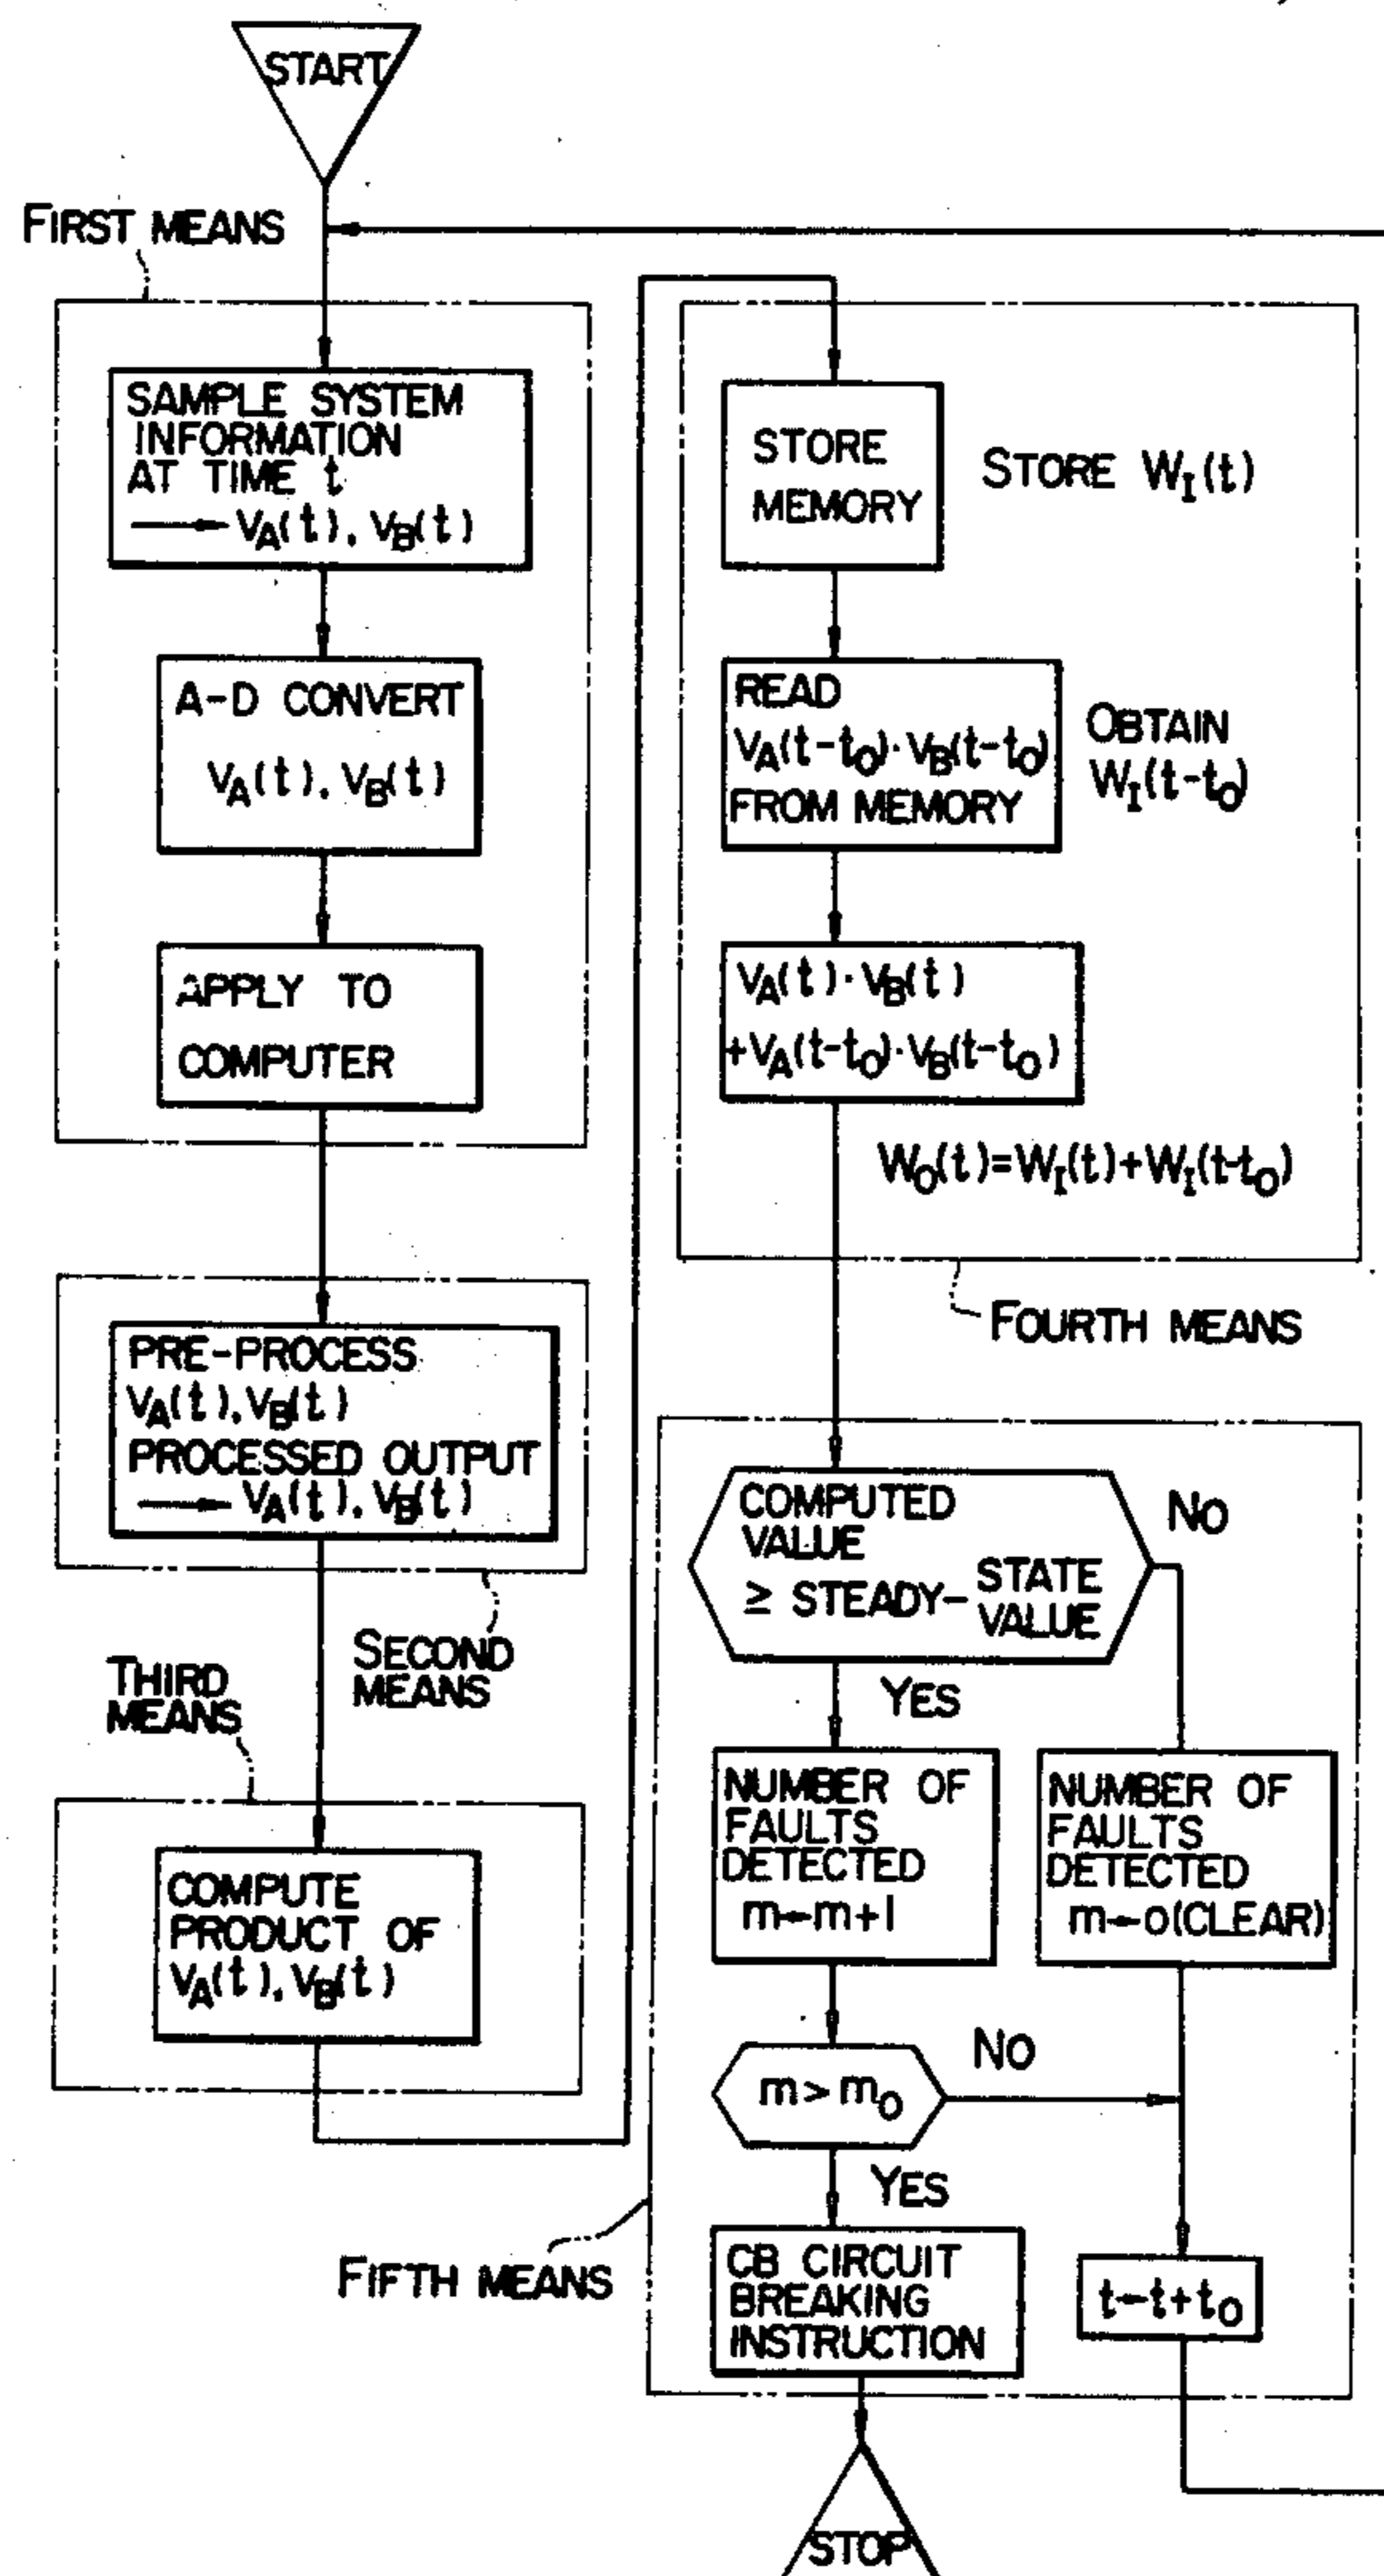 START
FIRST MEANS
SAMPLE SYSTEM
INFORMATION
AT TIME t
→ VA(t), VB(t)
A-D CONVERT
VA(t), VB(t)
APPLY TO
COMPUTER
PRE-PROCESS
VA(t), VB(t)
PROCESSED OUTPUT
→ VA(t), VB(t)
SECOND
MEANS
THIRD
MEANS
COMPUTE
PRODUCT OF
VA(t), VB(t)
STORE
MEMORY
STORE WI(t)
READ
VA(t-to)·VB(t-to)
FROM MEMORY
OBTAIN
WI(t-to)
VA(t)·VB(t)
+VA(t-to)·VB(t-to)
WO(t)=WI(t)+WI(t-to)
FOURTH MEANS
COMPUTED
VALUE
≥ STEADY-STATE
VALUE
NO
YES
NUMBER OF
FAULTS
DETECTED
m←m+1
NUMBER OF
FAULTS
DETECTED
m←o(CLEAR)
m>mo
NO
YES
CB CIRCUIT
BREAKING
INSTRUCTION
t←t+to
FIFTH MEANS
STOP